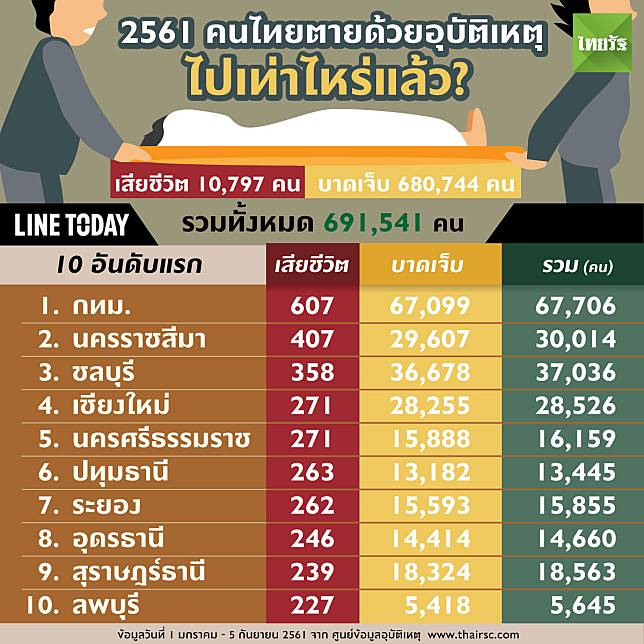 2561 คนไทยตายด้วยอุบัติเหตุ
ไทยรัฐ
ไปเท่าไหร่แล้ว?
เสียชีวิต 10,797 คน บาดเจ็บ 680,744 คน
LINE TODAY รวมทั้งหมด 691,541 คน
10 อันดับแรก เสียชีวิต บาดเจ็บ รวม (คน)
1. กทม. 607 67,099 67,706
2. นครราชสีมา 407 29,607 30,014
3. ชลบุรี 358 36,678 37,036
4. เชียงใหม่ 271 28,255 28,526
5. นครศรีธรรมราช 271 15,888 16,159
6. ปทุมธานี 263 13,182 13,445
7. ระยอง 262 15,593 15,855
8. อุดรธานี 246 14,414 14,660
9. สุราษฎร์ธานี 239 18,324 18,563
10. ลพบุรี 227 5,418 5,645
ข้อมูลวันที่ 1 มกราคม - 5 กันยายน 2561 จาก ศูนย์ข้อมูลอุบัติเหตุ www.thairsc.com